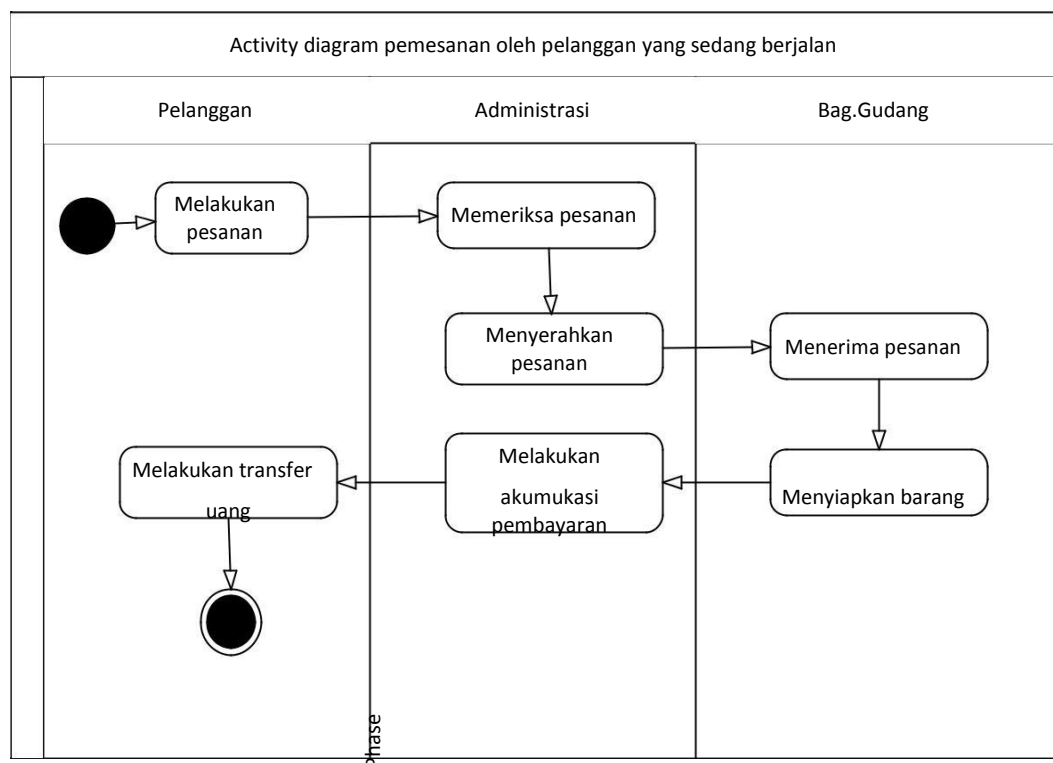 Activity diagram pemesanan oleh pelanggan yang sedang berjalan
Pelanggan
Administrasi
Bag.Gudang
Melakukan
pesanan
Memeriksa pesanan
Menyerahkan
pesanan
Menerima pesanan
Melakukan transfer
uang
Melakukan
akumukasi
pembayaran
Menyiapkan barang
Phase